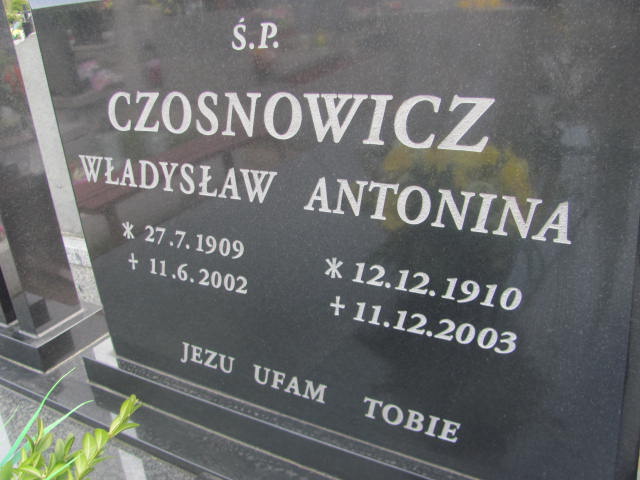 Ś.P.
CZOSNOWICZ
WŁADYSŁAW ANTONINA
* 27.7.1909 * 12.12.1910
† 11.6.2002 † 11.12.2003
JEZU UFAM TOBIE